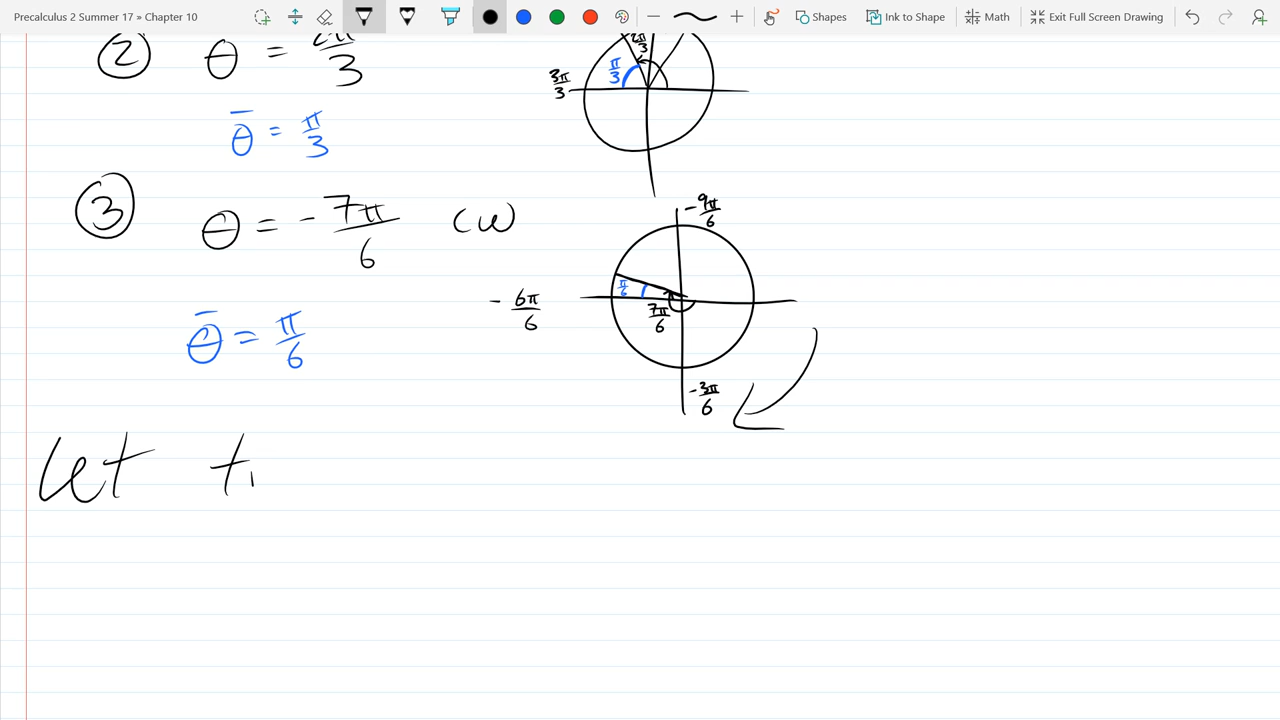 Precalculus 2 Summer 17 » Chapter 10
Shapes
Ink to Shape
Math
Exit Full Screen Drawing
② θ = 2π/3
2π/3
π/3
3π/3
θ̄ = π/3
③ θ = -7π/6 (w)
-9π/6
π/6
-6π/6
7π/6
θ̄ = π/6
-3π/6
let